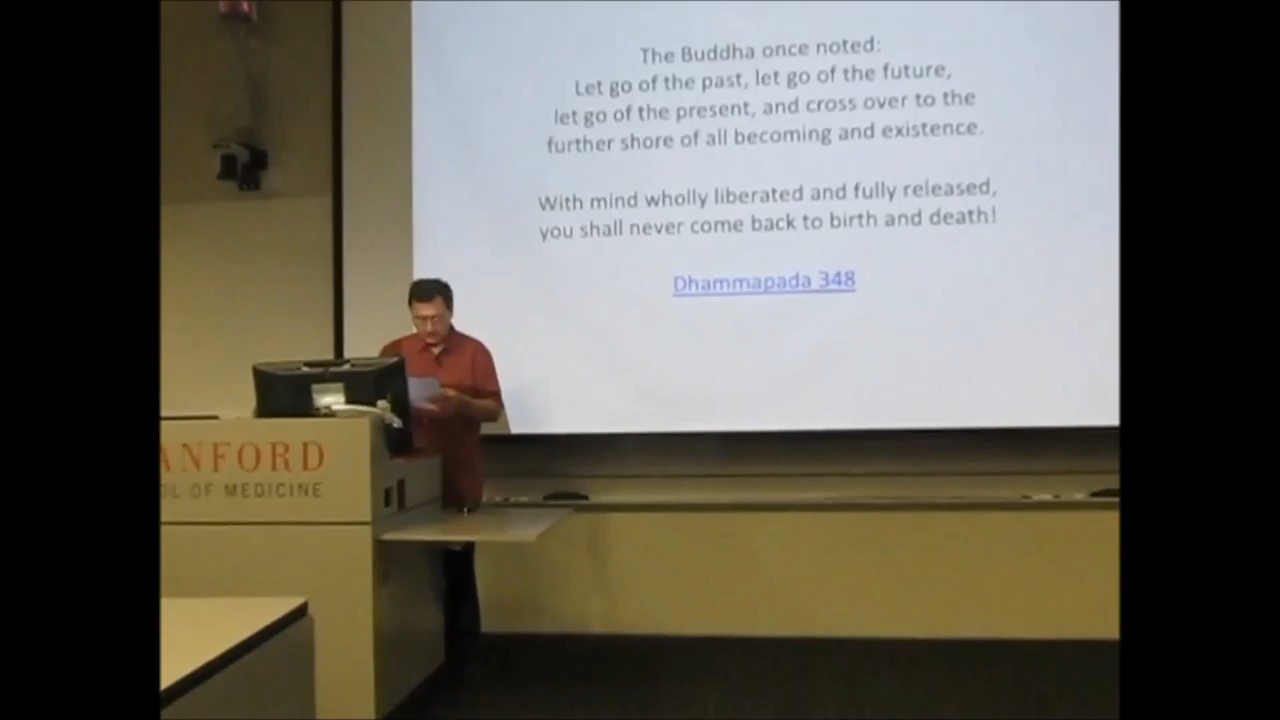 The Buddha once noted:
Let go of the past, let go of the future,
let go of the present, and cross over to the
further shore of all becoming and existence.
With mind wholly liberated and fully released,
you shall never come back to birth and death!
Dhammapada 348
ANFORD
OL OF MEDICINE